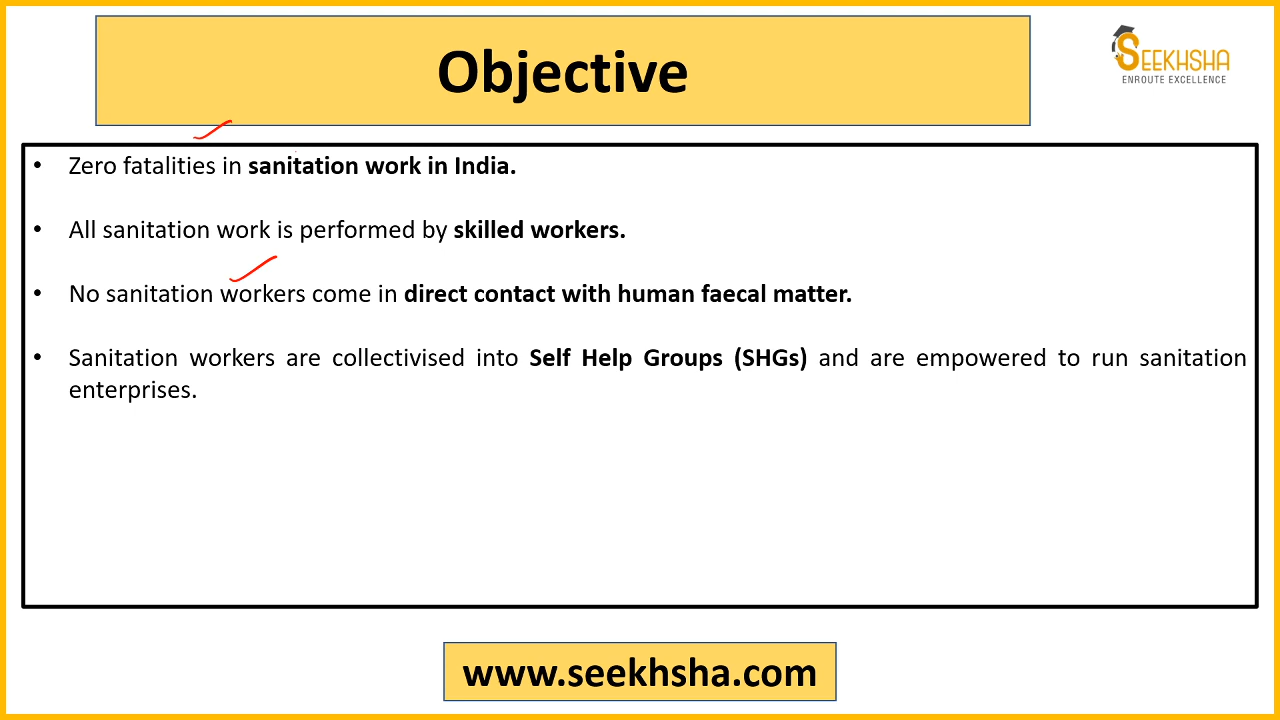 Objective
SEEKHSHA
ENROUTE EXCELLENCE
• Zero fatalities in sanitation work in India.
• All sanitation work is performed by skilled workers.
• No sanitation workers come in direct contact with human faecal matter.
• Sanitation workers are collectivised into Self Help Groups (SHGs) and are empowered to run sanitation
enterprises.
www.seekhsha.com